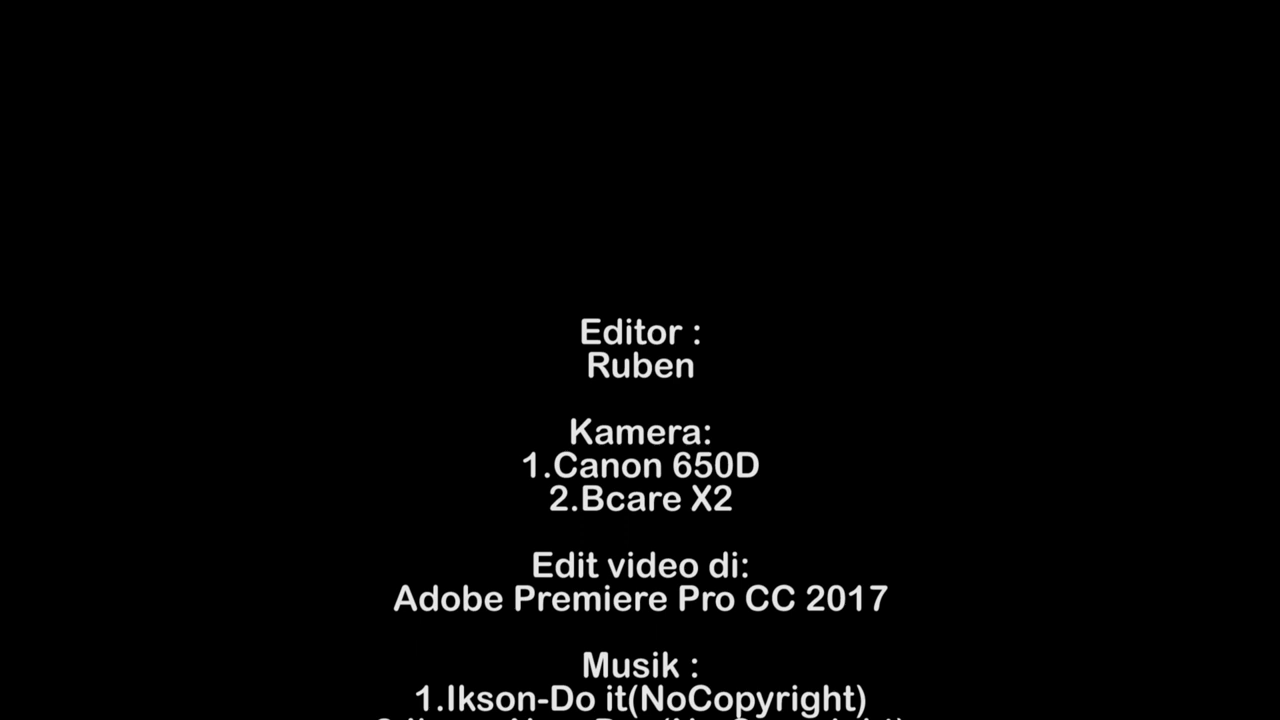 Editor :
Ruben
Kamera:
1.Canon 650D
2.Bcare X2
Edit video di:
Adobe Premiere Pro CC 2017
Musik :
1.Ikson-Do it(NoCopyright)